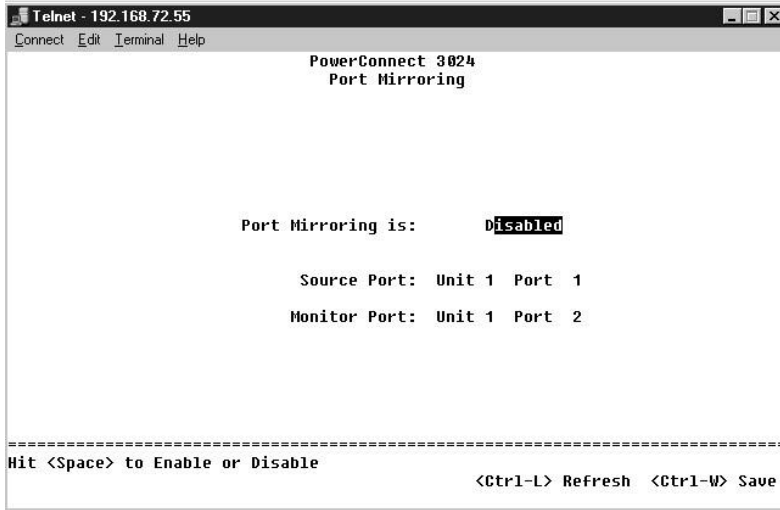 Telnet - 192.168.72.55
Connect Edit Terminal Help
PowerConnect 3024
Port Mirroring
Port Mirroring is: Disabled
Source Port: Unit 1 Port 1
Monitor Port: Unit 1 Port 2
================================================================================
Hit <Space> to Enable or Disable
<Ctrl-L> Refresh <Ctrl-W> Save